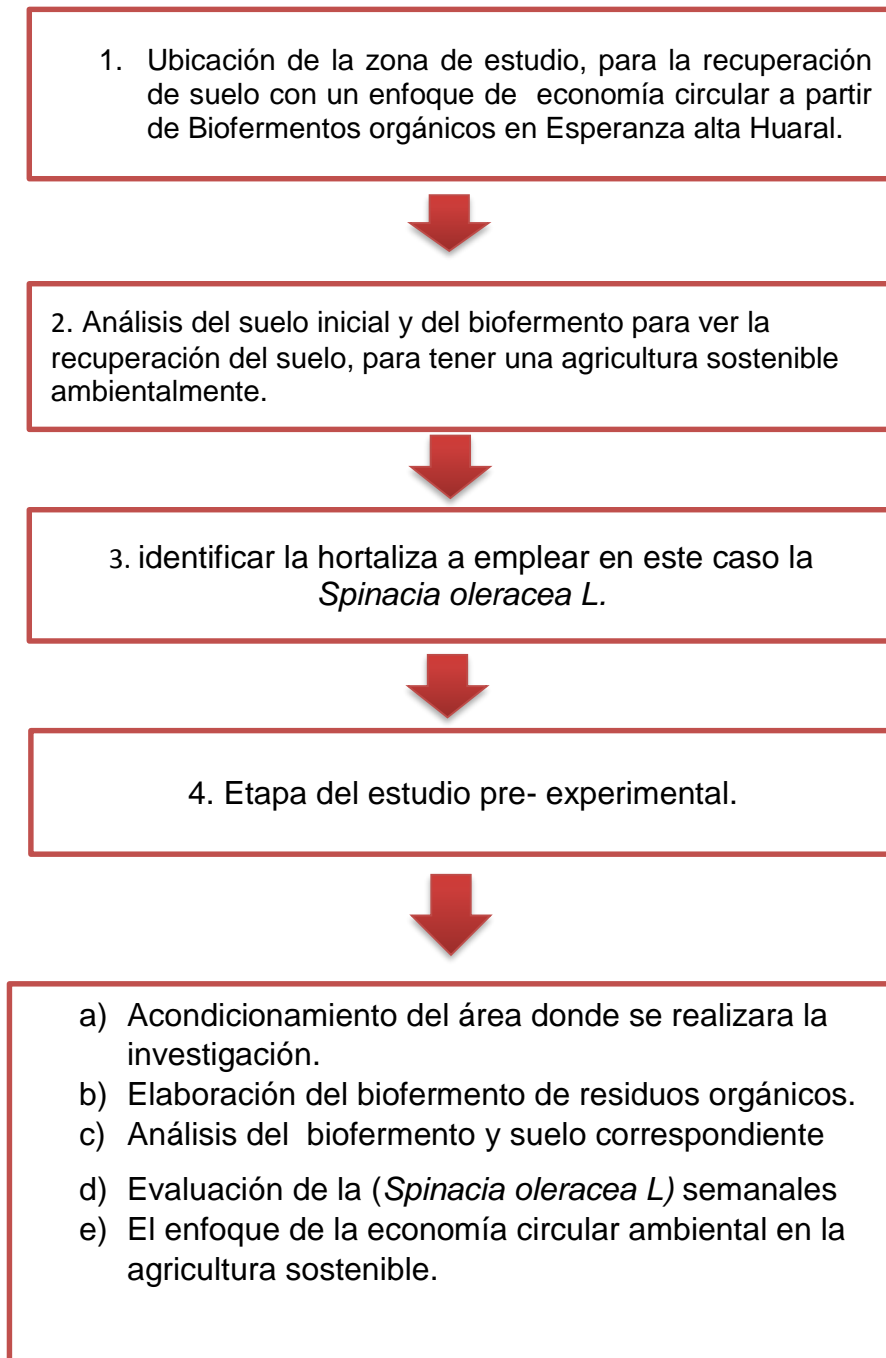 1. Ubicación de la zona de estudio, para la recuperación
de suelo con un enfoque de economía circular a partir
de Biofermentos orgánicos en Esperanza alta Huaral.
2. Análisis del suelo inicial y del biofermento para ver la
recuperación del suelo, para tener una agricultura sostenible
ambientalmente.
3. identificar la hortaliza a emplear en este caso la
Spinacia oleracea L.
4. Etapa del estudio pre- experimental.
a) Acondicionamiento del área donde se realizara la
investigación.
b) Elaboración del biofermento de residuos orgánicos.
c) Análisis del biofermento y suelo correspondiente
d) Evaluación de la (Spinacia oleracea L) semanales
e) El enfoque de la economía circular ambiental en la
agricultura sostenible.